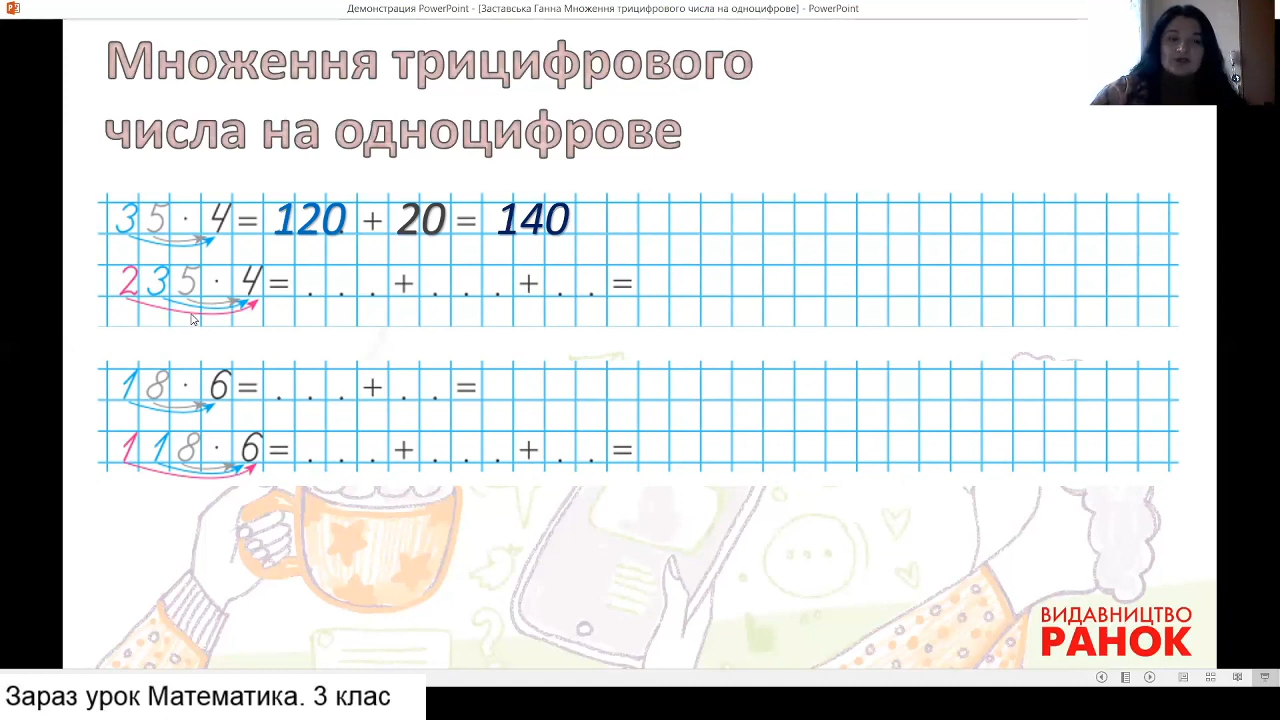 Демонстрация PowerPoint - [Заставська Ганна Множення трицифрового числа на одноцифрове] - PowerPoint
Множення трицифрового
числа на одноцифрове
35 · 4 = 120 + 20 = 140
235 · 4 = . . . + . . . + . . =
18 · 6 = . . . + . . =
118 · 6 = . . . + . . . + . . =
ВИДАВНИЦТВО
РАНОК
Зараз урок Математика. 3 клас